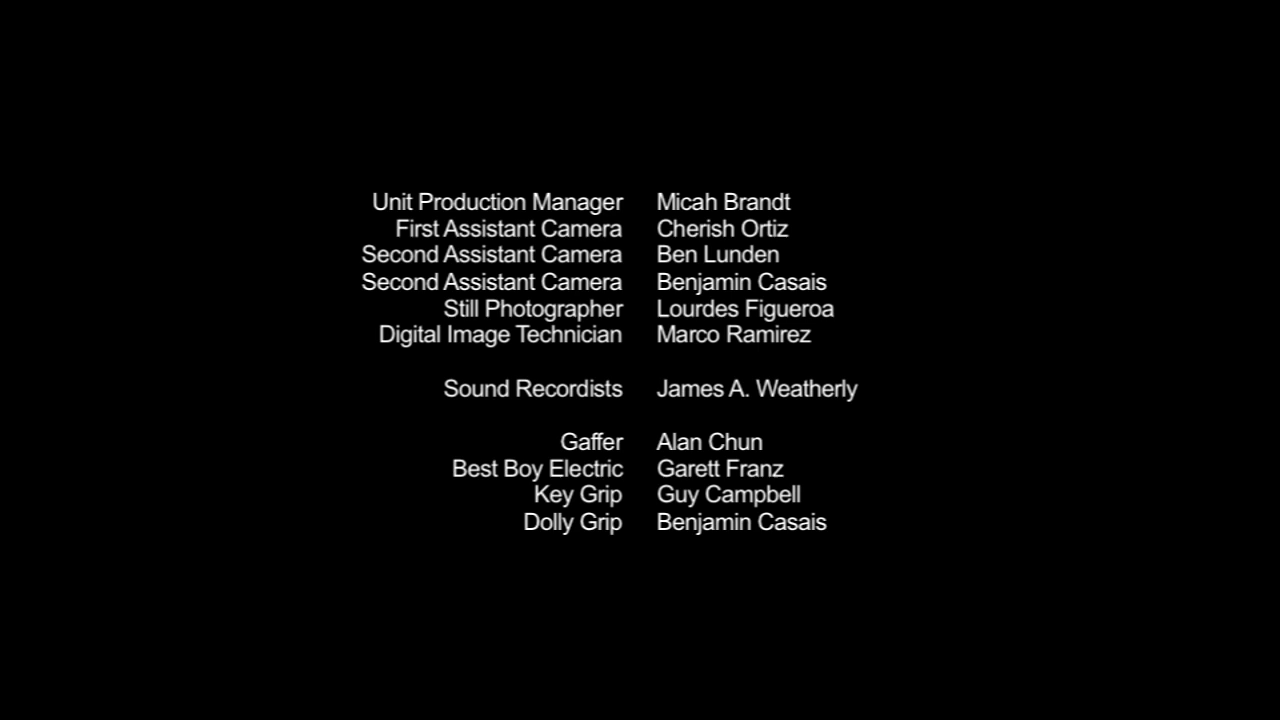 Unit Production Manager Micah Brandt
First Assistant Camera Cherish Ortiz
Second Assistant Camera Ben Lunden
Second Assistant Camera Benjamin Casais
Still Photographer Lourdes Figueroa
Digital Image Technician Marco Ramirez
Sound Recordists James A. Weatherly
Gaffer Alan Chun
Best Boy Electric Garett Franz
Key Grip Guy Campbell
Dolly Grip Benjamin Casais